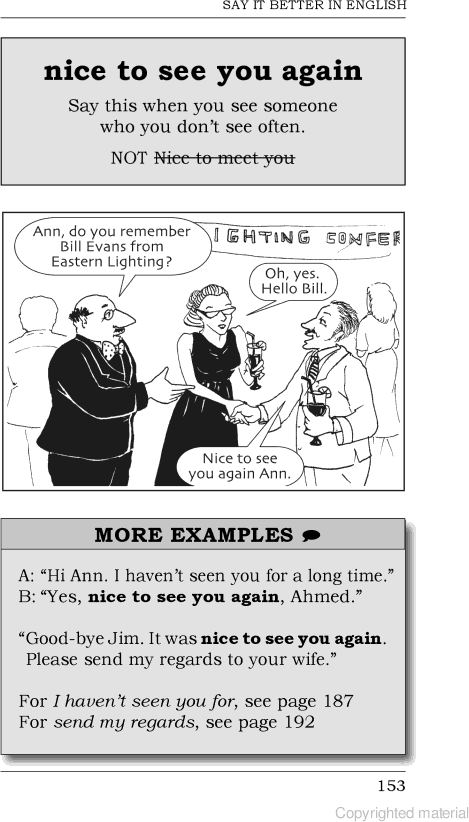 SAY IT BETTER IN ENGLISH
nice to see you again
Say this when you see someone
who you don't see often.
NOT Nice to meet you
Ann, do you remember
Bill Evans from
Eastern Lighting?
IGHTING CONFER
Oh, yes.
Hello Bill.
Nice to see
you again Ann.
MORE EXAMPLES
A: “Hi Ann. I haven't seen you for a long time.”
B: “Yes, nice to see you again, Ahmed.”
“Good-bye Jim. It was nice to see you again.
Please send my regards to your wife.”
For I haven't seen you for, see page 187
For send my regards, see page 192
153
Copyrighted material